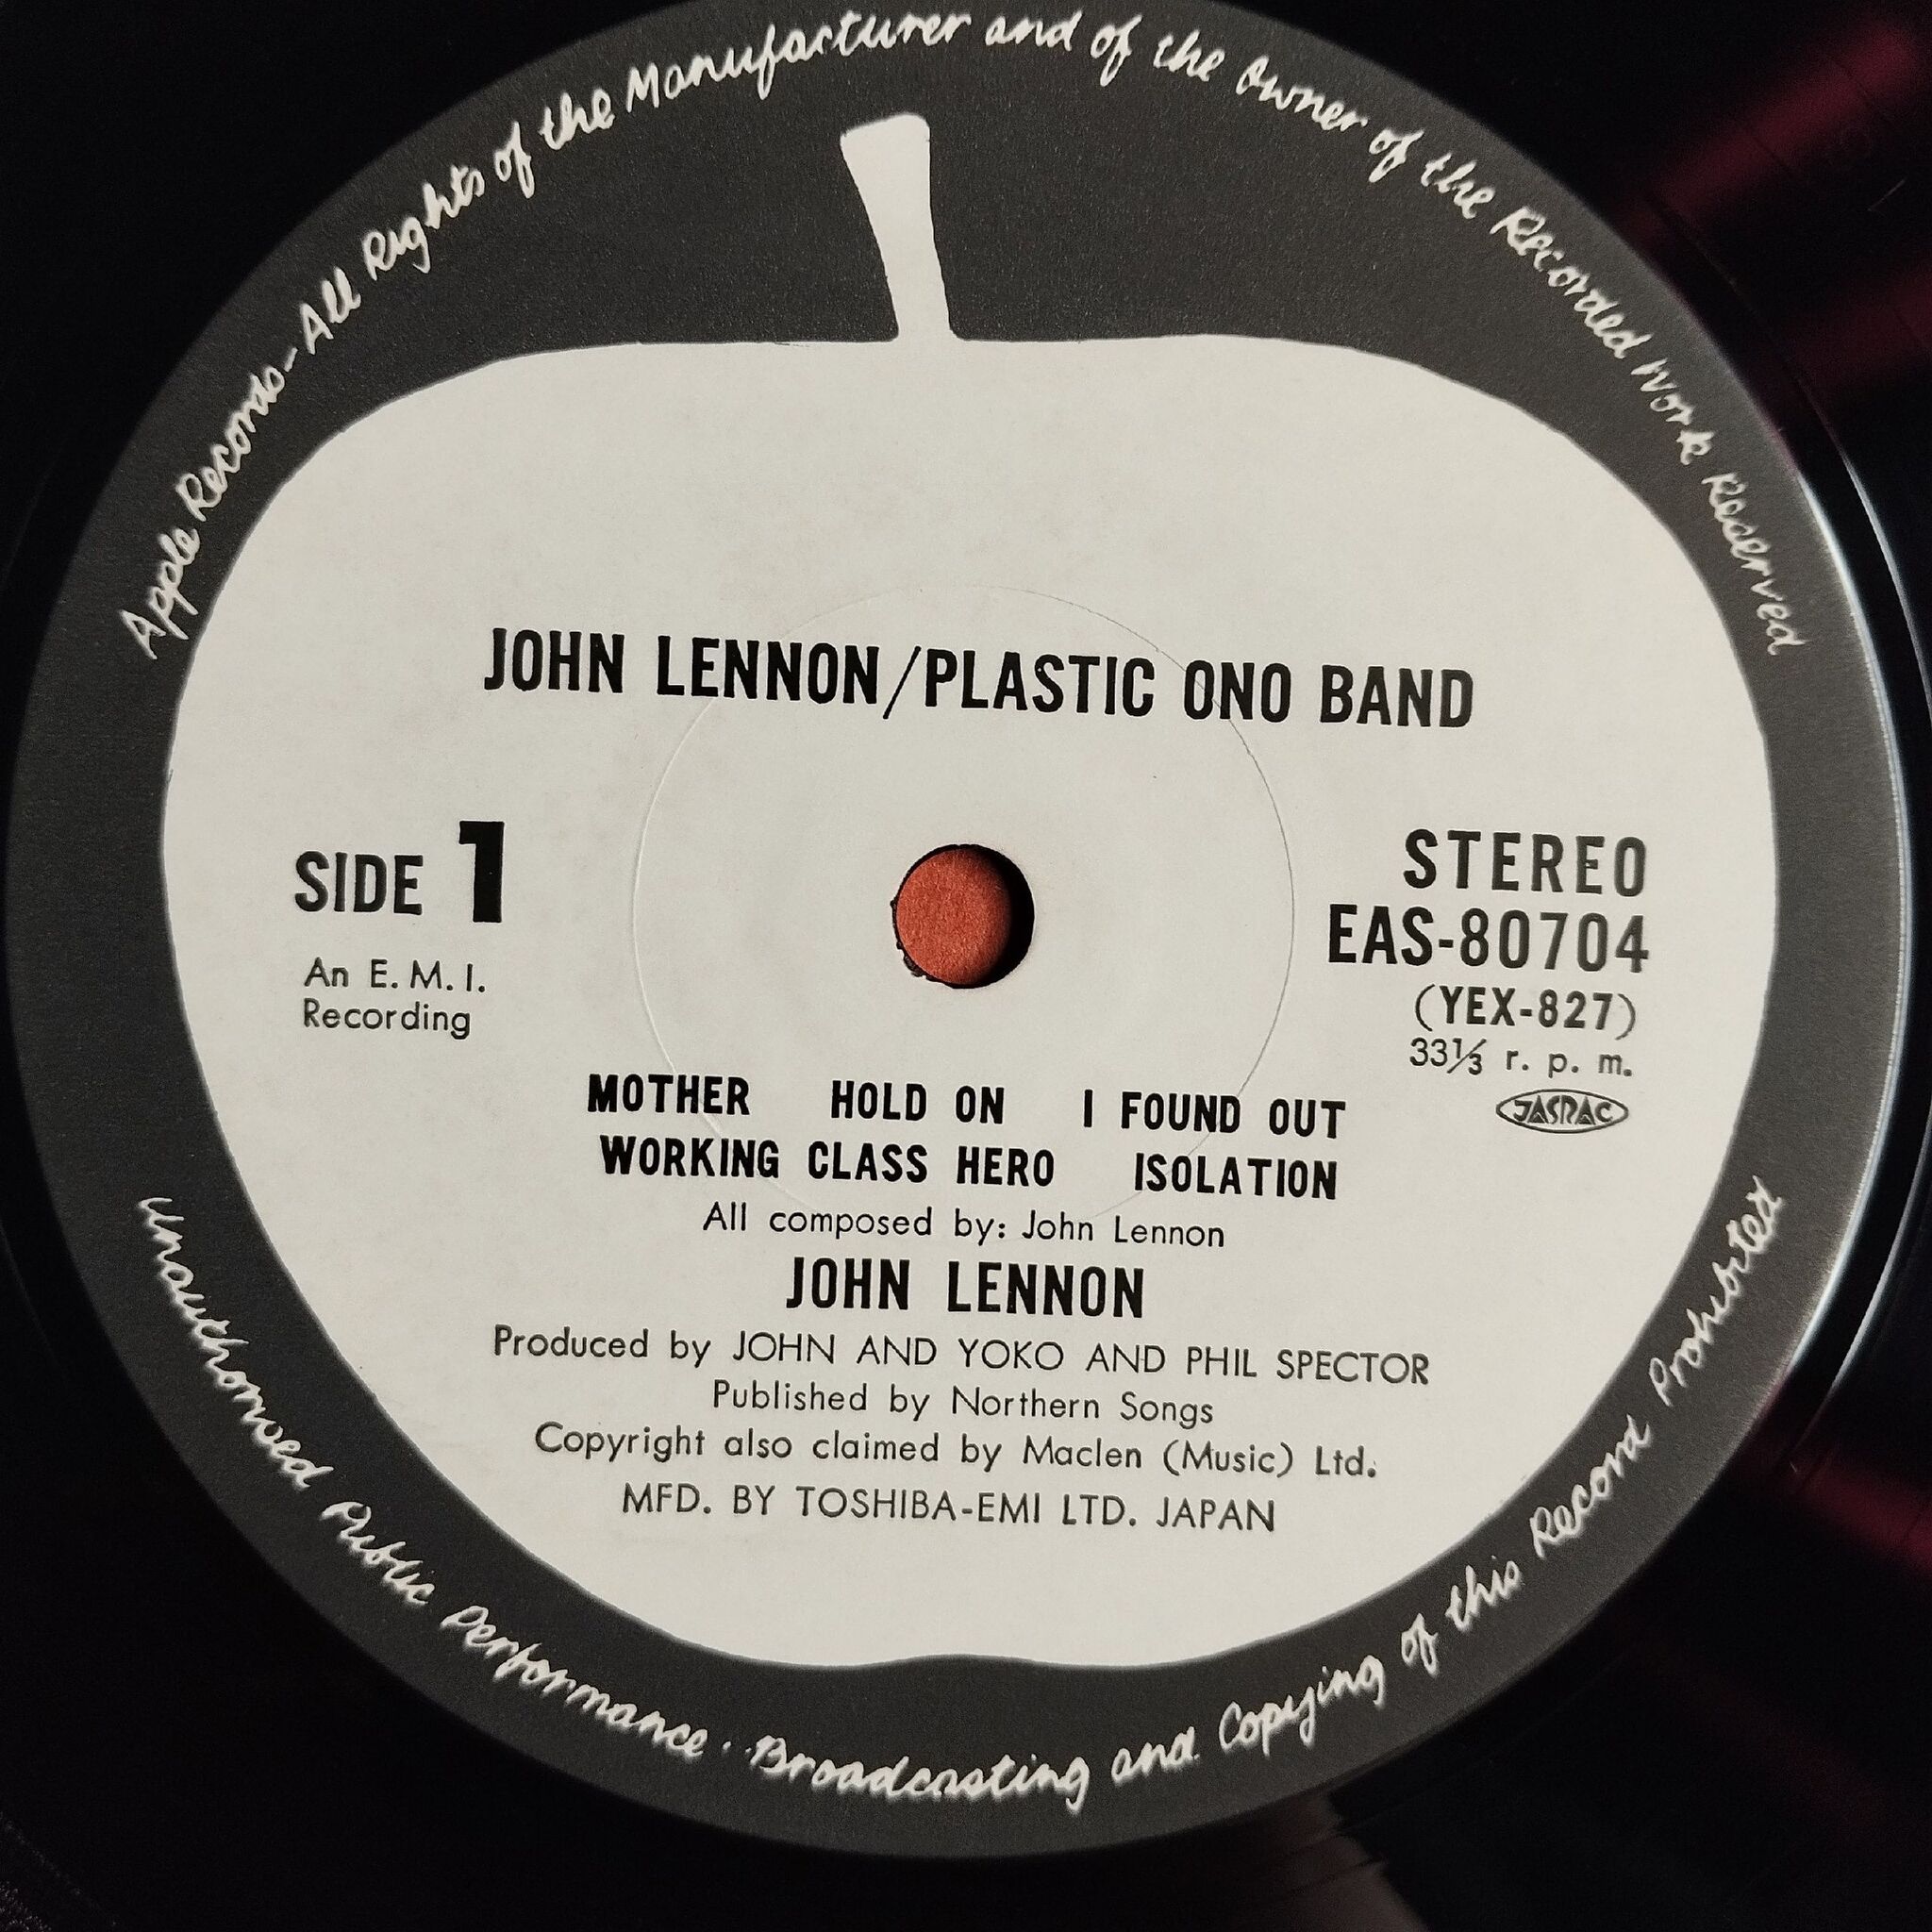 Apple Records-All Rights of the Manufacturer and of the Owner of the Recorded Work Reserved
JOHN LENNON/PLASTIC ONO BAND
SIDE 1
An E.M.I.
Recording
STEREO
EAS-80704
(YEX-827)
33⅓ r. p. m.
JASRAC
MOTHER HOLD ON I FOUND OUT
WORKING CLASS HERO ISOLATION
All composed by: John Lennon
JOHN LENNON
Produced by JOHN AND YOKO AND PHIL SPECTOR
Published by Northern Songs
Copyright also claimed by Maclen (Music) Ltd.
MFD. BY TOSHIBA-EMI LTD. JAPAN
Unauthorised Public Performance·Broadcasting and Copying of this Record Prohibited